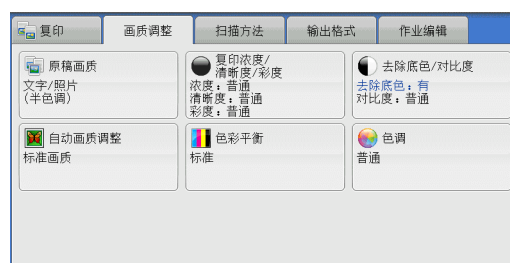 复印
画质调整
扫描方法
输出格式
作业编辑
原稿画质
文字/照片
(半色调)
复印浓度/
清晰度/彩度
浓度：普通
清晰度：普通
彩度：普通
去除底色/对比度
去除底色：有
对比度：普通
自动画质调整
标准画质
色彩平衡
标准
色调
普通